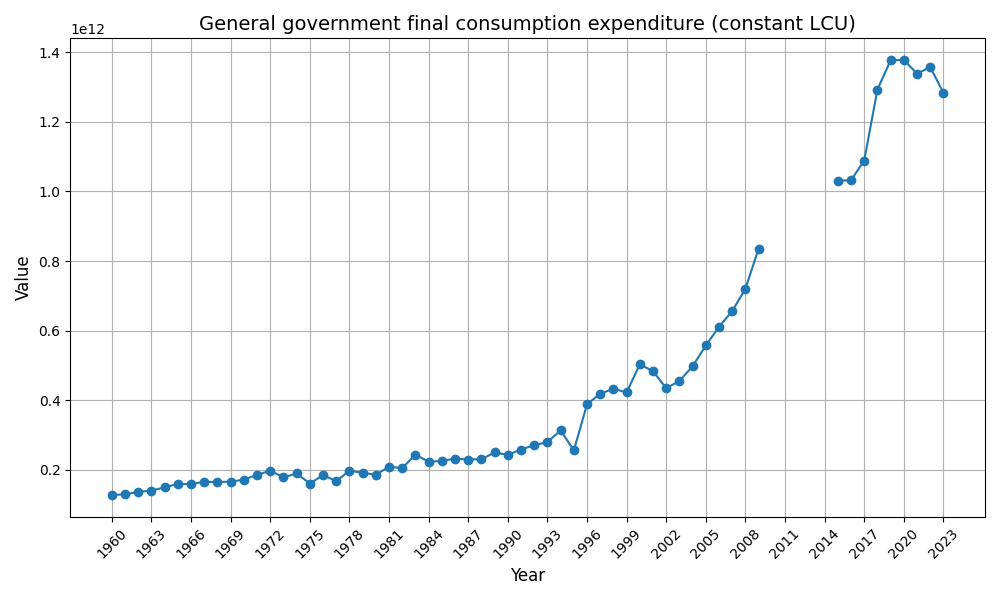 General government final consumption expenditure (constant LCU)
1e12
1.4
1.2
1.0
0.8
0.6
0.4
0.2
Value
1960 1963 1966 1969 1972 1975 1978 1981 1984 1987 1990 1993 1996 1999 2002 2005 2008 2011 2014 2017 2020 2023
Year